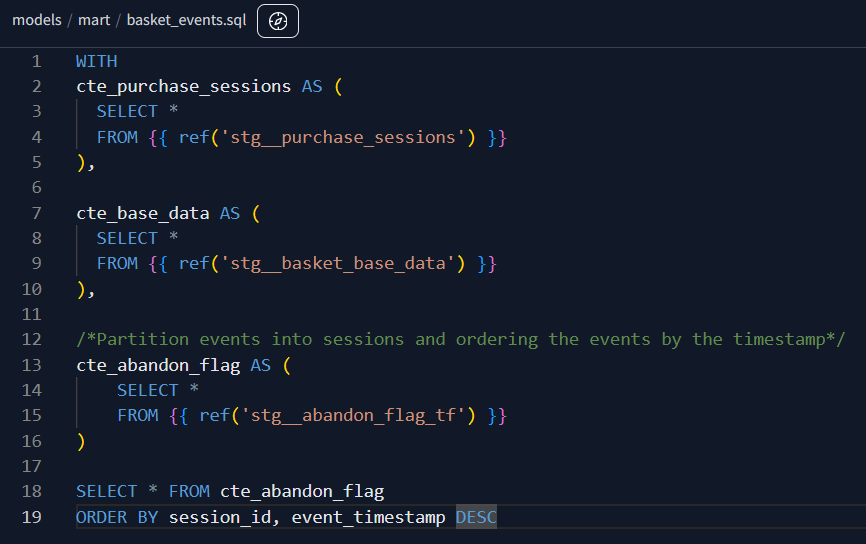 models / mart / basket_events.sql
1 WITH
2 cte_purchase_sessions AS (
3 SELECT *
4 FROM {{ ref('stg__purchase_sessions') }}
5 ),
6
7 cte_base_data AS (
8 SELECT *
9 FROM {{ ref('stg__basket_base_data') }}
10 ),
11
12 /*Partition events into sessions and ordering the events by the timestamp*/
13 cte_abandon_flag AS (
14 SELECT *
15 FROM {{ ref('stg__abandon_flag_tf') }}
16 )
17
18 SELECT * FROM cte_abandon_flag
19 ORDER BY session_id, event_timestamp DESC